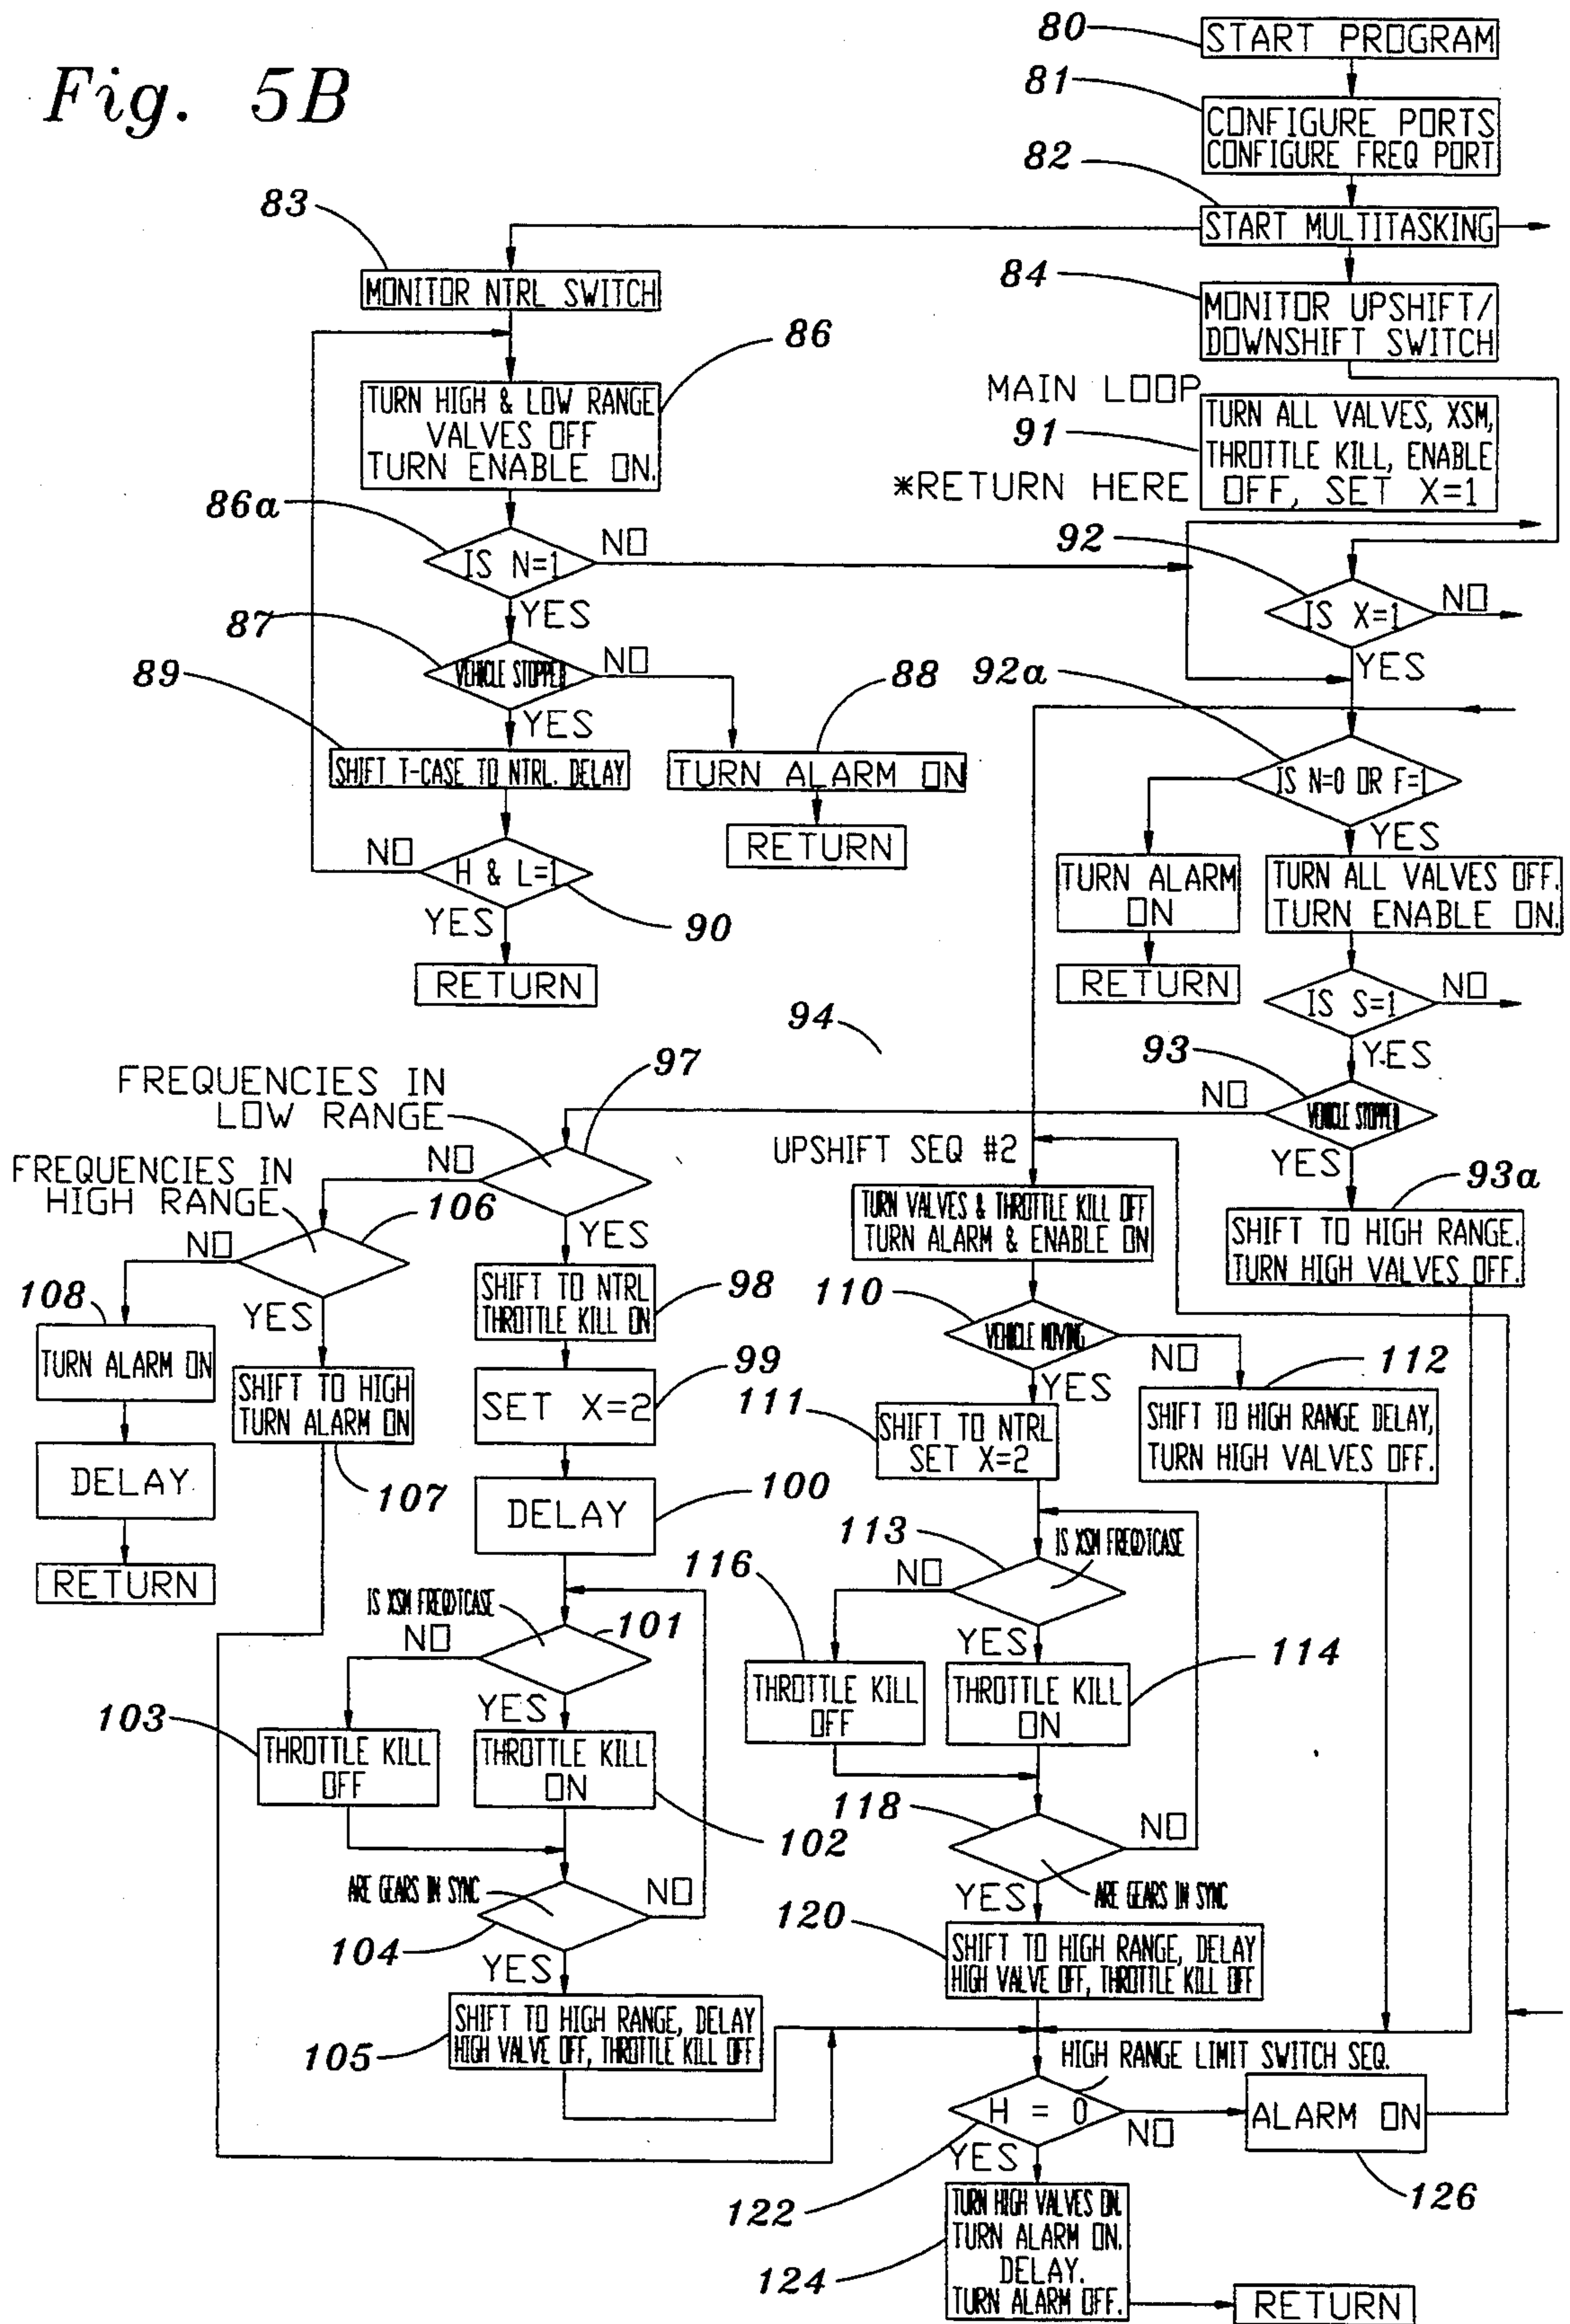 Fig. 5B
80
START PROGRAM
81
CONFIGURE PORTS
CONFIGURE FREQ PORT
82
START MULTITASKING
83
MONITOR NTRL SWITCH
84
MONITOR UPSHIFT/
DOWNSHIFT SWITCH
86
TURN HIGH & LOW RANGE
VALVES OFF
TURN ENABLE ON.
MAIN LOOP
91
*RETURN HERE
TURN ALL VALVES, XSM,
THROTTLE KILL, ENABLE
OFF, SET X=1
86a
IS N=1
NO
YES
92
IS X=1
NO
YES
87
VEHICLE STOPPED
NO
YES
88
TURN ALARM ON
RETURN
89
SHIFT T-CASE TO NTRL. DELAY
NO
H & L=1
YES
90
RETURN
92a
IS N=0 OR F=1
YES
TURN ALARM
ON
RETURN
TURN ALL VALVES OFF.
TURN ENABLE ON.
IS S=1
NO
YES
94
93
NO
VEHICLE STOPPED
YES
93a
SHIFT TO HIGH RANGE.
TURN HIGH VALVES OFF.
FREQUENCIES IN
LOW RANGE
97
NO
YES
FREQUENCIES IN
HIGH RANGE
106
NO
YES
108
TURN ALARM ON
DELAY
RETURN
SHIFT TO HIGH
TURN ALARM ON
107
SHIFT TO NTRL
THROTTLE KILL ON
98
SET X=2
99
DELAY
100
IS XSM FREQ>TCASE
101
NO
YES
103
THROTTLE KILL
OFF
THROTTLE KILL
ON
102
ARE GEARS IN SYNC
NO
104
YES
SHIFT TO HIGH RANGE, DELAY
HIGH VALVE OFF, THROTTLE KILL OFF
105
UPSHIFT SEQ #2
TURN VALVES & THROTTLE KILL OFF
TURN ALARM & ENABLE ON
110
VEHICLE MOVING
NO
YES
111
SHIFT TO NTRL
SET X=2
112
SHIFT TO HIGH RANGE DELAY,
TURN HIGH VALVES OFF.
113
IS XSM FREQ>TCASE
NO
YES
116
THROTTLE KILL
OFF
THROTTLE KILL
ON
114
118
NO
YES
ARE GEARS IN SYNC
120
SHIFT TO HIGH RANGE, DELAY
HIGH VALVE OFF, THROTTLE KILL OFF
HIGH RANGE LIMIT SWITCH SEQ.
H = 0
NO
YES
122
ALARM ON
126
TURN HIGH VALVES ON.
TURN ALARM ON.
DELAY.
TURN ALARM OFF.
124
RETURN